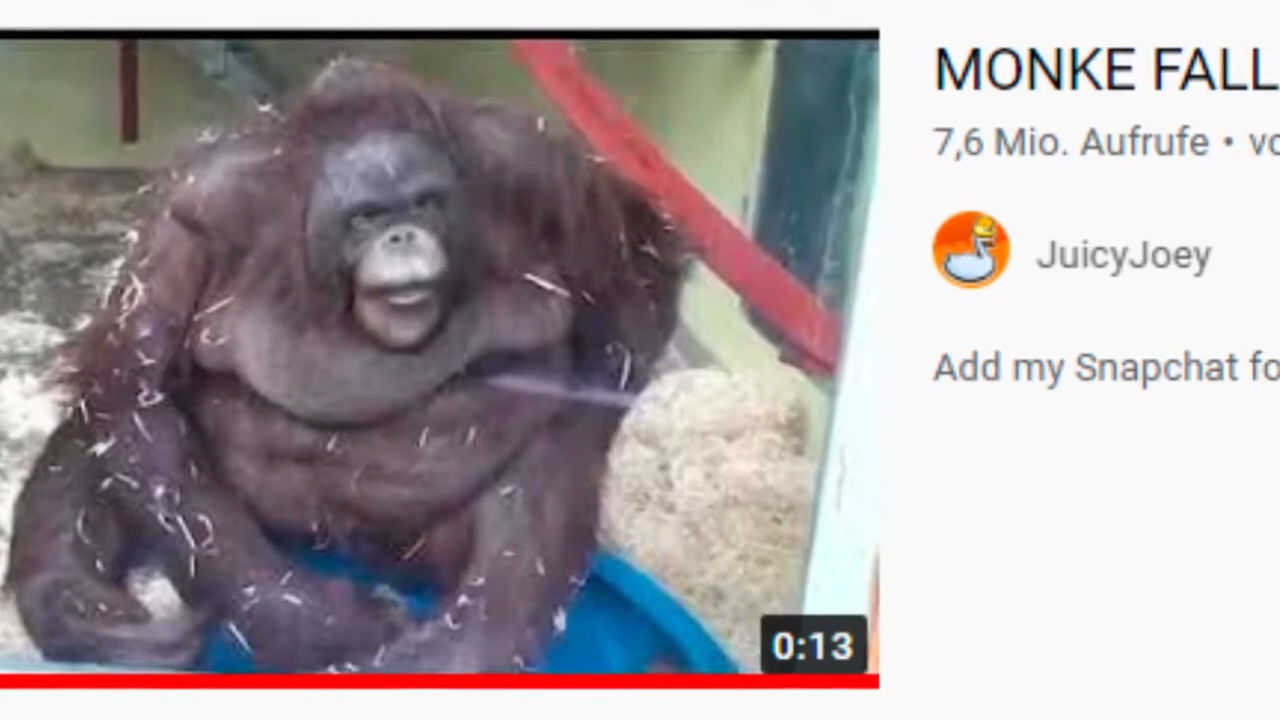 MONKE FALL
7,6 Mio. Aufrufe •
JuicyJoey
Add my Snapchat
0:13